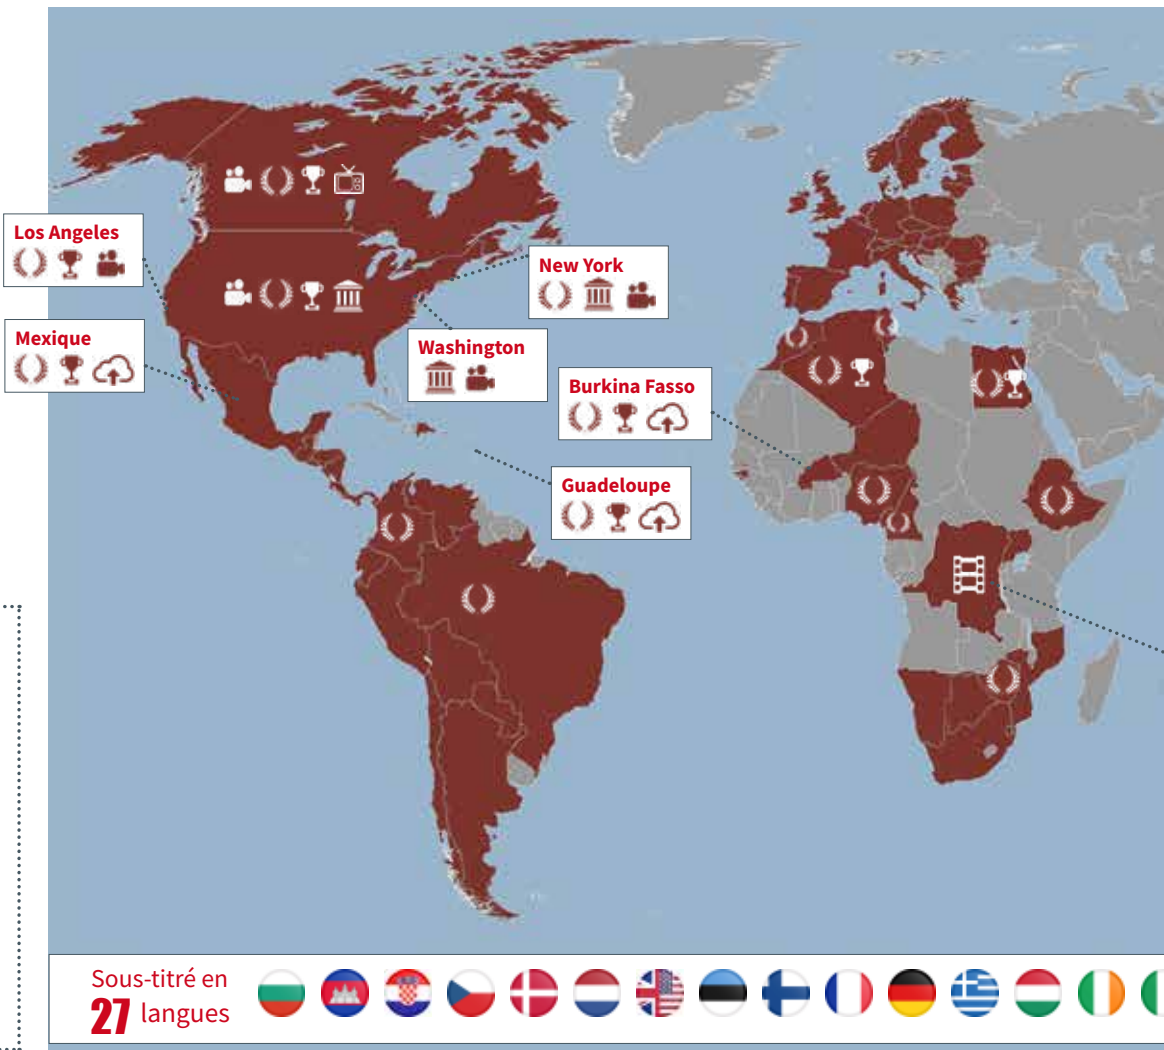 Los Angeles
Mexique
New York
Washington
Burkina Fasso
Guadeloupe
Sous-titré en
27 langues